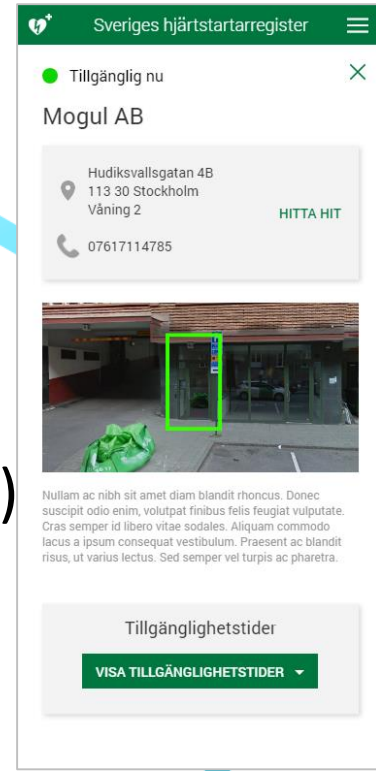 Sveriges hjärtstartarregister
Tillgänglig nu
Mogul AB
Hudiksvallsgatan 4B
113 30 Stockholm
Våning 2
HITTA HIT
07617114785
)
Nullam ac nibh sit amet diam blandit rhoncus. Donec
suscipit odio enim, volutpat finibus felis feugiat vulputate.
Cras semper id libero vitae sodales. Aliquam commodo
lacus a ipsum consequat vestibulum. Praesent ac blandit
risus, ut varius lectus. Sed semper vel turpis ac pharetra.
Tillgänglighetstider
VISA TILLGÄNGLIGHETSTIDER